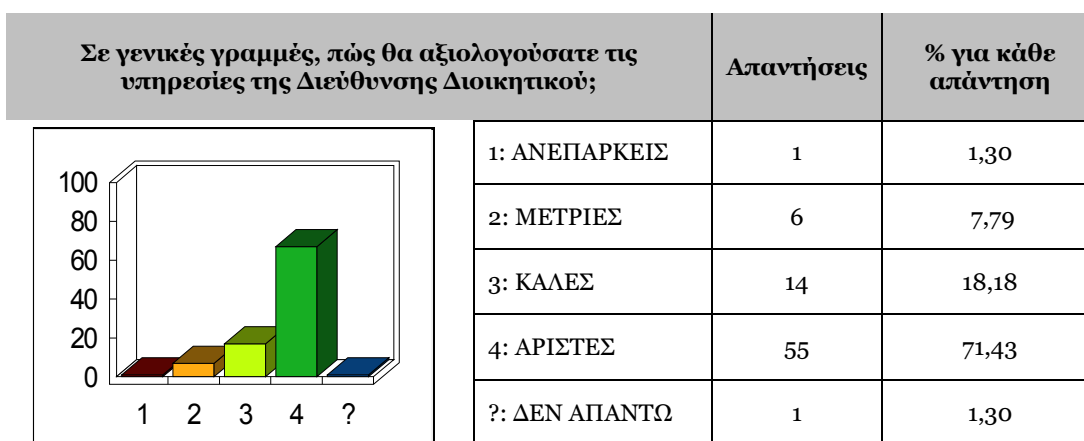 Σε γενικές γραμμές, πώς θα αξιολογούσατε τις
υπηρεσίες της Διεύθυνσης Διοικητικού;
Απαντήσεις
% για κάθε
απάντηση
100
80
60
40
20
0
1 2 3 4 ?
1: ΑΝΕΠΑΡΚΕΙΣ 1 1,30
2: ΜΕΤΡΙΕΣ 6 7,79
3: ΚΑΛΕΣ 14 18,18
4: ΑΡΙΣΤΕΣ 55 71,43
?: ΔΕΝ ΑΠΑΝΤΩ 1 1,30